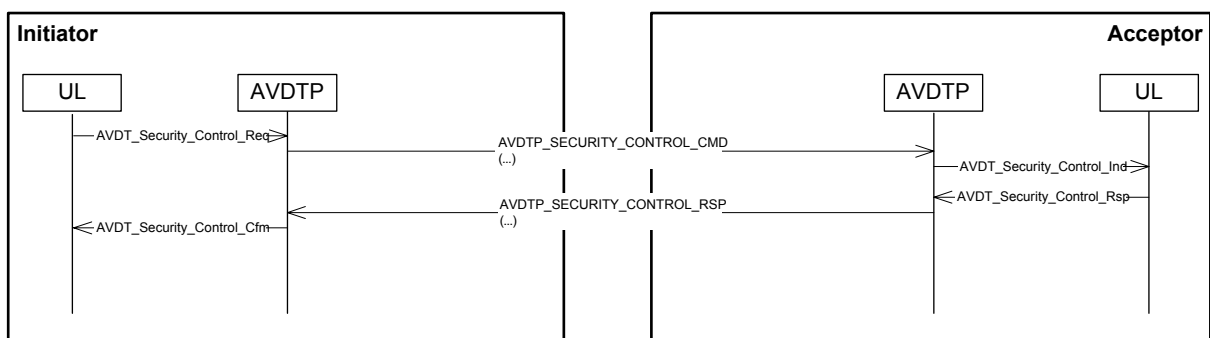 Initiator
Acceptor
UL
AVDTP
AVDTP
UL
AVDT_Security_Control_Req
AVDTP_SECURITY_CONTROL_CMD
(...)
AVDT_Security_Control_Ind
AVDT_Security_Control_Rsp
AVDTP_SECURITY_CONTROL_RSP
(...)
AVDT_Security_Control_Cfm